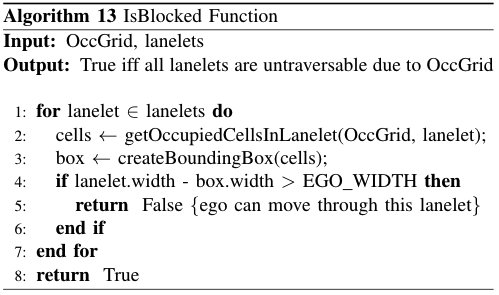 Algorithm 13 IsBlocked Function
Input: OccGrid, lanelets
Output: True iff all lanelets are untraversable due to OccGrid
1: for lanelet ∈ lanelets do
2: cells ← getOccupiedCellsInLanelet(OccGrid, lanelet);
3: box ← createBoundingBox(cells);
4: if lanelet.width - box.width > EGO_WIDTH then
5: return False {ego can move through this lanelet}
6: end if
7: end for
8: return True